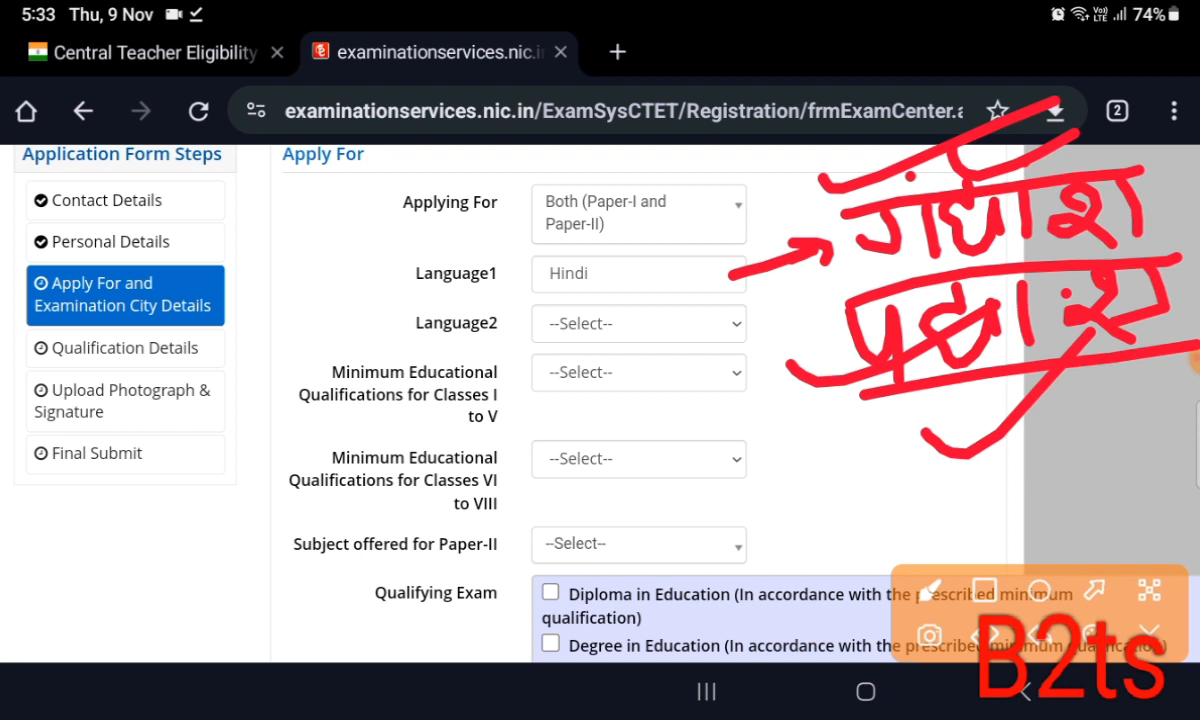 5:33 Thu, 9 Nov 74%
Central Teacher Eligibility
examinationservices.nic.in
examinationservices.nic.in/ExamSysCTET/Registration/frmExamCenter.a
2
Application Form Steps
Contact Details
Personal Details
Apply For and
Examination City Details
Qualification Details
Upload Photograph &
Signature
Final Submit
Apply For
Applying For
Both (Paper-I and
Paper-II)
Language1
Hindi
Language2
--Select--
Minimum Educational
Qualifications for Classes I
to V
--Select--
Minimum Educational
Qualifications for Classes VI
to VIII
--Select--
Subject offered for Paper-II
--Select--
Qualifying Exam
Diploma in Education (In accordance with the prescribed minimum
qualification)
Degree in Education (In accordance with the prescribed minimum qualification)
गद्यांश
पद्यांश
B2ts